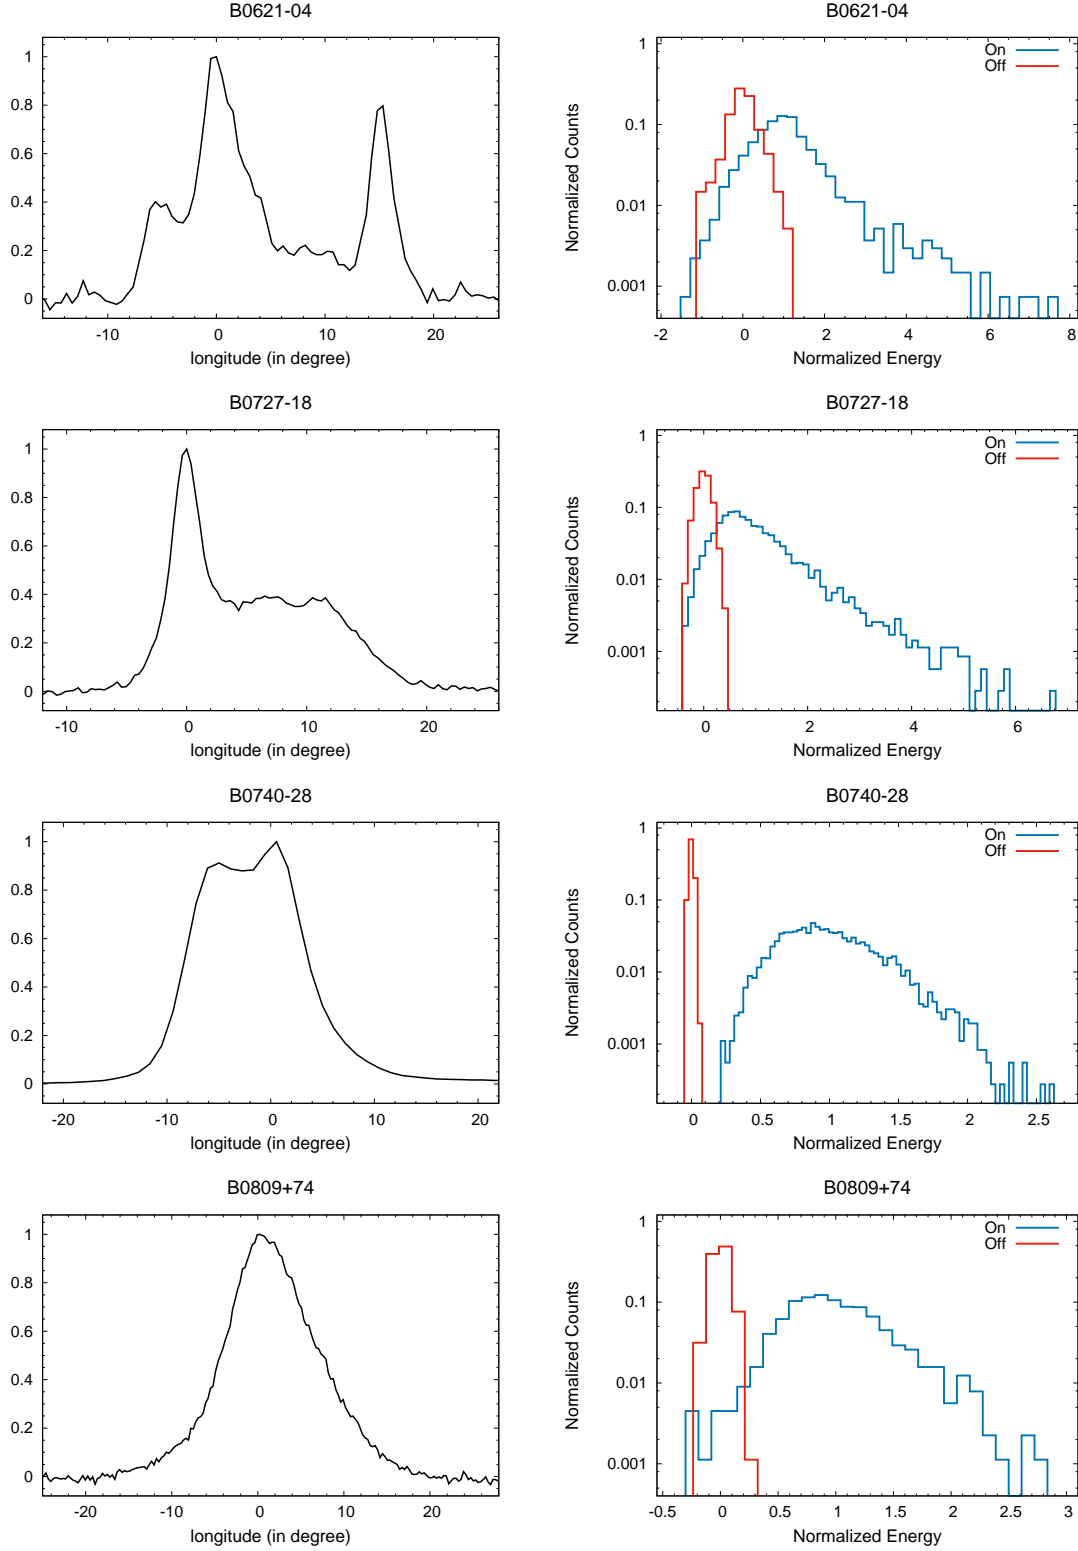 B0621-04
1
0.8
0.6
0.4
0.2
0
-10 0 10 20
longitude (in degree)
B0621-04
Normalized Counts
1
0.1
0.01
0.001
On
Off
-2 0 2 4 6 8
Normalized Energy
B0727-18
1
0.8
0.6
0.4
0.2
0
-10 0 10 20
longitude (in degree)
B0727-18
Normalized Counts
1
0.1
0.01
0.001
On
Off
0 2 4 6
Normalized Energy
B0740-28
1
0.8
0.6
0.4
0.2
0
-20 -10 0 10 20
longitude (in degree)
B0740-28
Normalized Counts
1
0.1
0.01
0.001
On
Off
0 0.5 1 1.5 2 2.5
Normalized Energy
B0809+74
1
0.8
0.6
0.4
0.2
0
-20 -10 0 10 20
longitude (in degree)
B0809+74
Normalized Counts
1
0.1
0.01
0.001
On
Off
-0.5 0 0.5 1 1.5 2 2.5 3
Normalized Energy